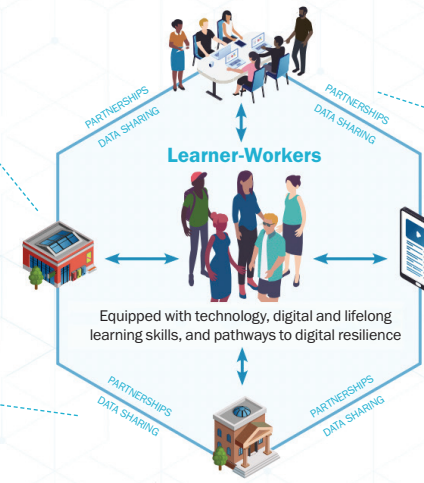 PARTNERSHIPS
DATA SHARING
PARTNERSHIPS
DATA SHARING
Learner-Workers
Equipped with technology, digital and lifelong
learning skills, and pathways to digital resilience
PARTNERSHIPS
DATA SHARING
PARTNERSHIPS
DATA SHARING